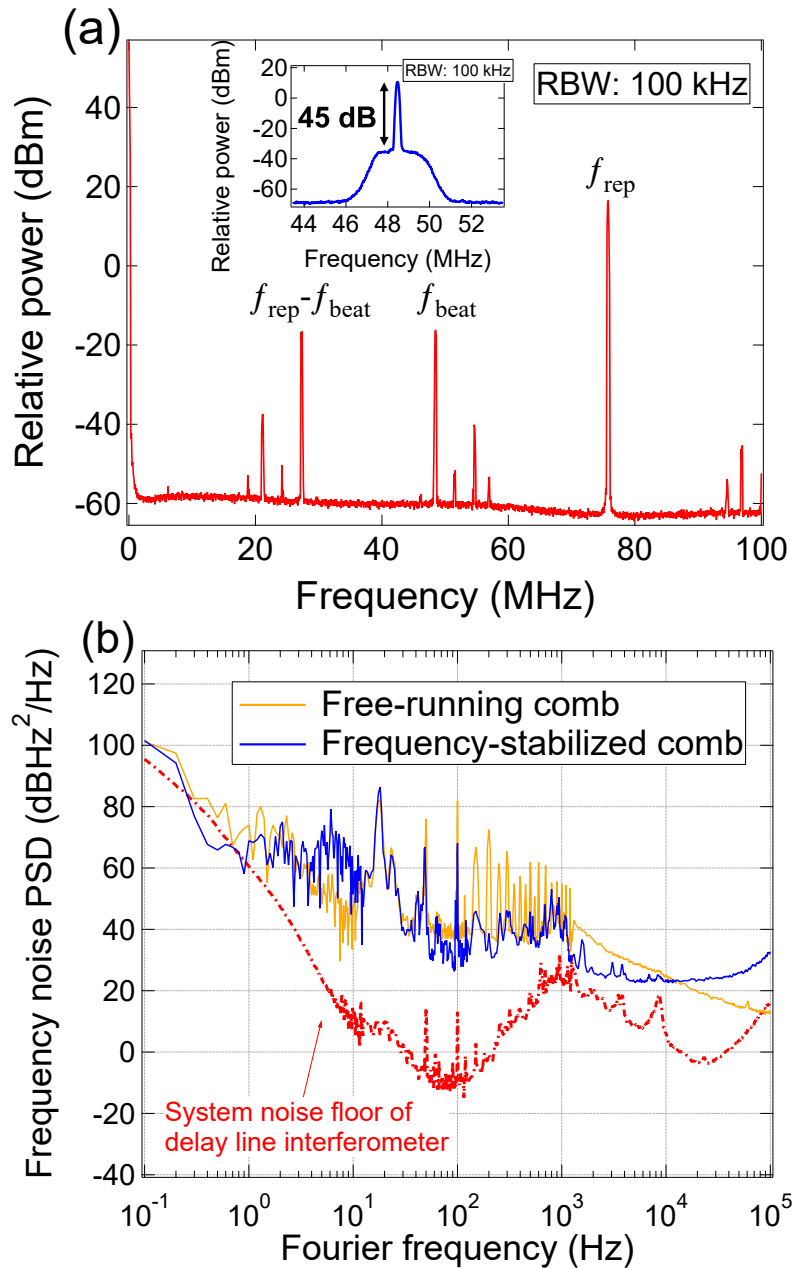 (a)
Relative power (dBm)
40
20
0
-20
-40
-60
0
20
40
60
80
100
Frequency (MHz)
RBW: 100 kHz
f_rep
f_rep-f_beat
f_beat
Relative power (dBm)
20
0
-20
-40
-60
44
46
48
50
52
Frequency (MHz)
RBW: 100 kHz
45 dB
(b)
Frequency noise PSD (dBHz²/Hz)
120
100
80
60
40
20
0
-20
-40
Free-running comb
Frequency-stabilized comb
System noise floor of
delay line interferometer
10⁻¹
10⁰
10¹
10²
10³
10⁴
10⁵
Fourier frequency (Hz)